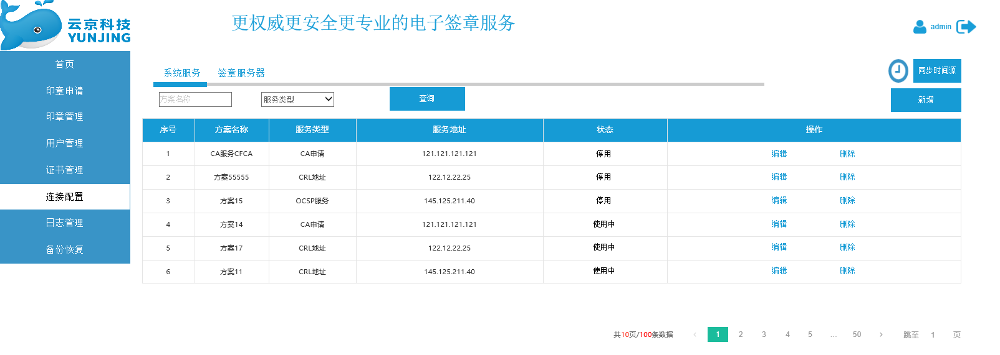 云京科技
YUNJING
更权威更安全更专业的电子签章服务
admin
首页
印章申请
印章管理
用户管理
证书管理
连接配置
日志管理
备份恢复
系统服务 签章服务器
同步时间源
方案名称 服务类型 查询 新增
序号 方案名称 服务类型 服务地址 状态 操作
1 CA服务CFCA CA申请 121.121.121.121 停用 编辑 删除
2 方案55555 CRL地址 122.12.22.25 停用 编辑 删除
3 方案15 OCSP服务 145.125.211.40 停用 编辑 删除
4 方案14 CA申请 121.121.121.121 使用中 编辑 删除
5 方案17 CRL地址 122.12.22.25 使用中 编辑 删除
6 方案11 CRL地址 145.125.211.40 使用中 编辑 删除
共10页/100条数据 ‹ 1 2 3 4 5 ... 50 › 跳至 1 页